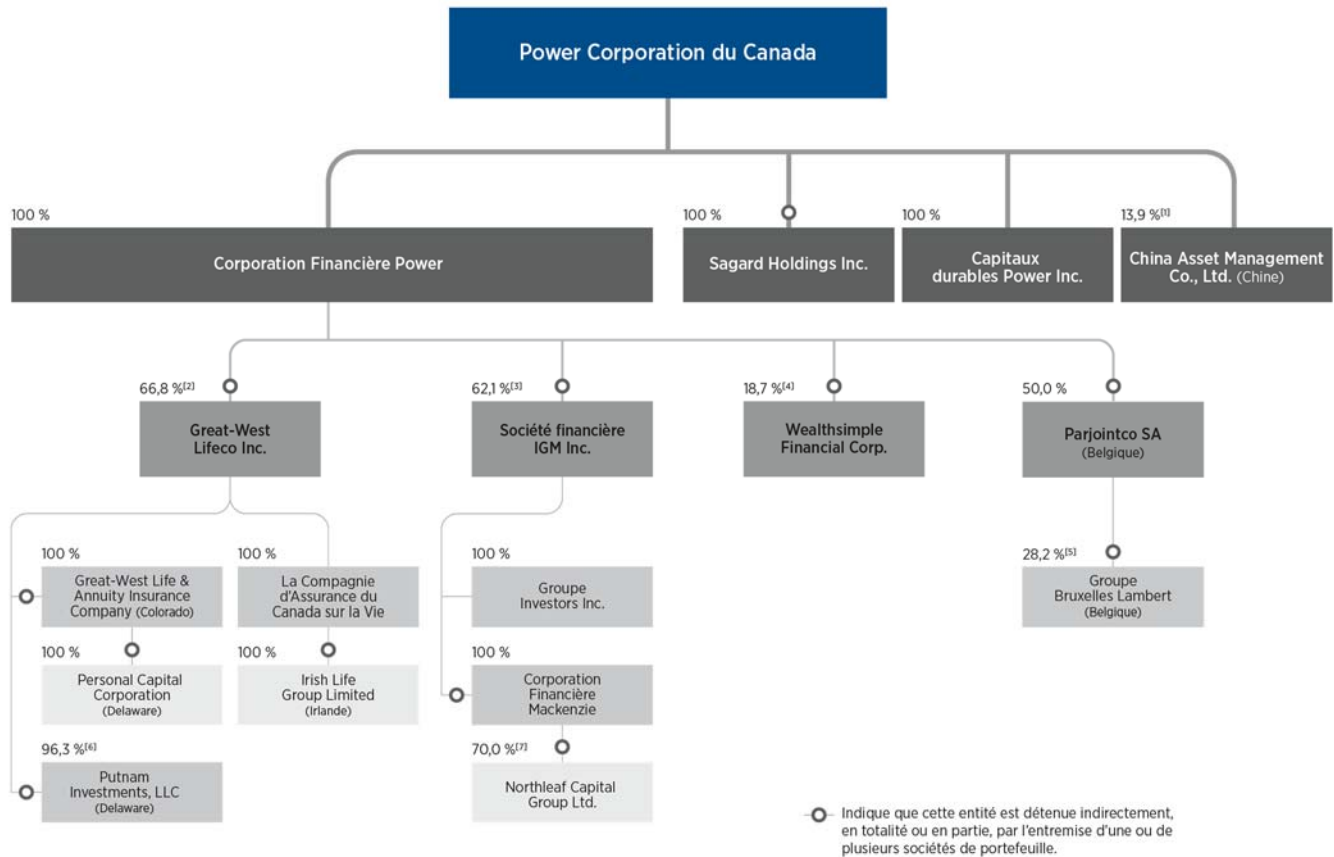 Power Corporation du Canada
100 %
Corporation Financière Power
100 %
Sagard Holdings Inc.
100 %
Capitaux
durables Power Inc.
13,9 %[1]
China Asset Management
Co., Ltd. (Chine)
66,8 %[2]
Great-West
Lifeco Inc.
62,1 %[3]
Société financière
IGM Inc.
18,7 %[4]
Wealthsimple
Financial Corp.
50,0 %
Parjointco SA
(Belgique)
100 %
Great-West Life &
Annuity Insurance
Company (Colorado)
100 %
La Compagnie
d'Assurance du
Canada sur la Vie
100 %
Groupe
Investors Inc.
28,2 %[5]
Groupe
Bruxelles Lambert
(Belgique)
100 %
Personal Capital
Corporation
(Delaware)
100 %
Irish Life
Group Limited
(Irlande)
100 %
Corporation
Financière
Mackenzie
96,3 %[6]
Putnam
Investments, LLC
(Delaware)
70,0 %[7]
Northleaf Capital
Group Ltd.
Indique que cette entité est détenue indirectement,
en totalité ou en partie, par l'entremise d'une ou de
plusieurs sociétés de portefeuille.